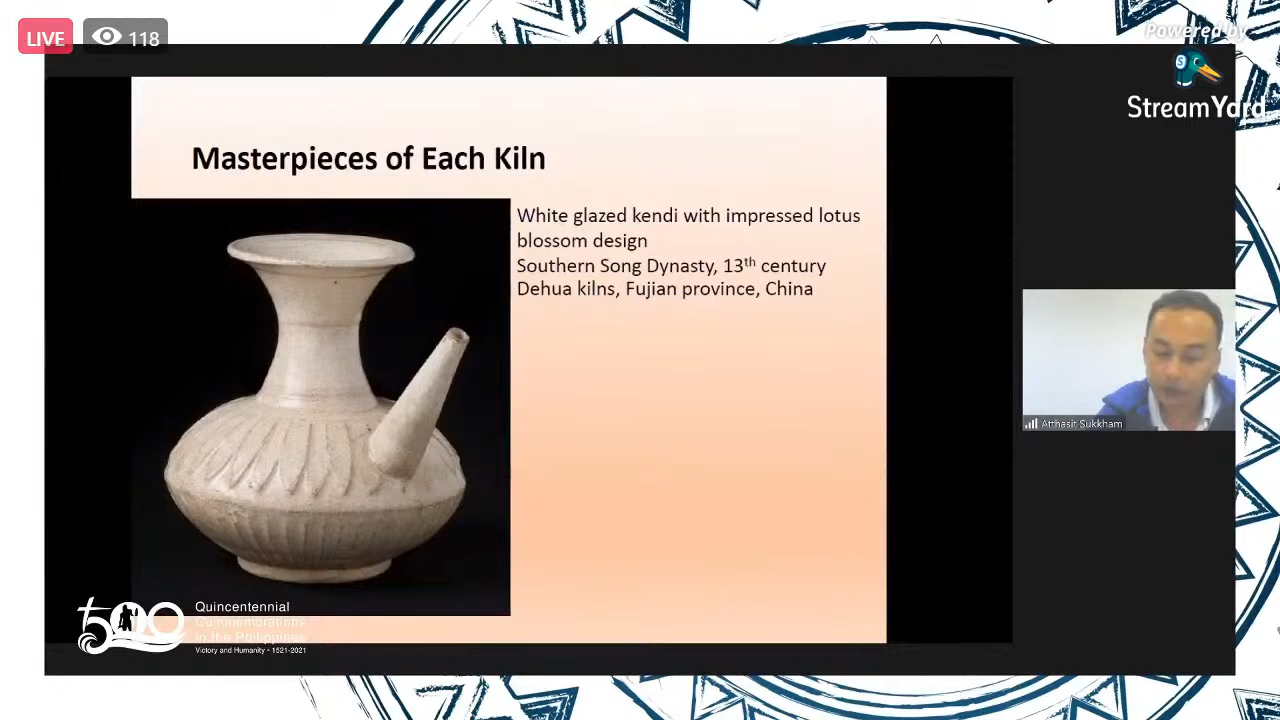 LIVE
118
Powered by
StreamYard
Masterpieces of Each Kiln
White glazed kendi with impressed lotus
blossom design
Southern Song Dynasty, 13th century
Dehua kilns, Fujian province, China
Atthasit Sukkham
500
Quincentennial
Commemorations
in the Philippines
Victory and Humanity • 1521-2021